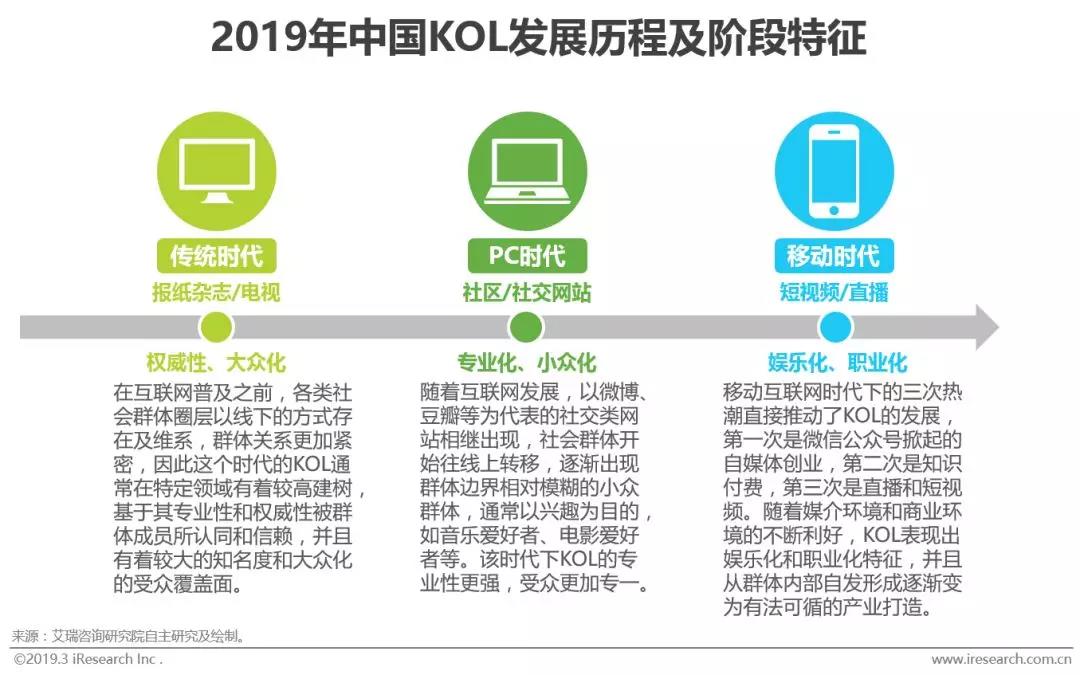 2019年中国KOL发展历程及阶段特征
传统时代
报纸杂志/电视
权威性、大众化
在互联网普及之前，各类社
会群体圈层以线下的方式存
在及维系，群体关系更加紧
密，因此这个时代的KOL通
常在特定领域有着较高建树，
基于其专业性和权威性被群
体成员所认同和信赖，并且
有着较大的知名度和大众化
的受众覆盖面。
PC时代
社区/社交网站
专业化、小众化
随着互联网发展，以微博、
豆瓣等为代表的社交类网
站相继出现，社会群体开
始往线上转移，逐渐出现
群体边界相对模糊的小众
群体，通常以兴趣为目的，
如音乐爱好者、电影爱好
者等。该时代下KOL的专
业性更强，受众更加专一。
移动时代
短视频/直播
娱乐化、职业化
移动互联网时代下的三次热
潮直接推动了KOL的发展，
第一次是微信公众号掀起的
自媒体创业，第二次是知识
付费，第三次是直播和短视
频。随着媒介环境和商业环
境的不断利好，KOL表现出
娱乐化和职业化特征，并且
从群体内部自发形成逐渐变
为有法可循的产业打造。
来源：艾瑞咨询研究院自主研究及绘制。
©2019.3 iResearch Inc .
www.iresearch.com.cn